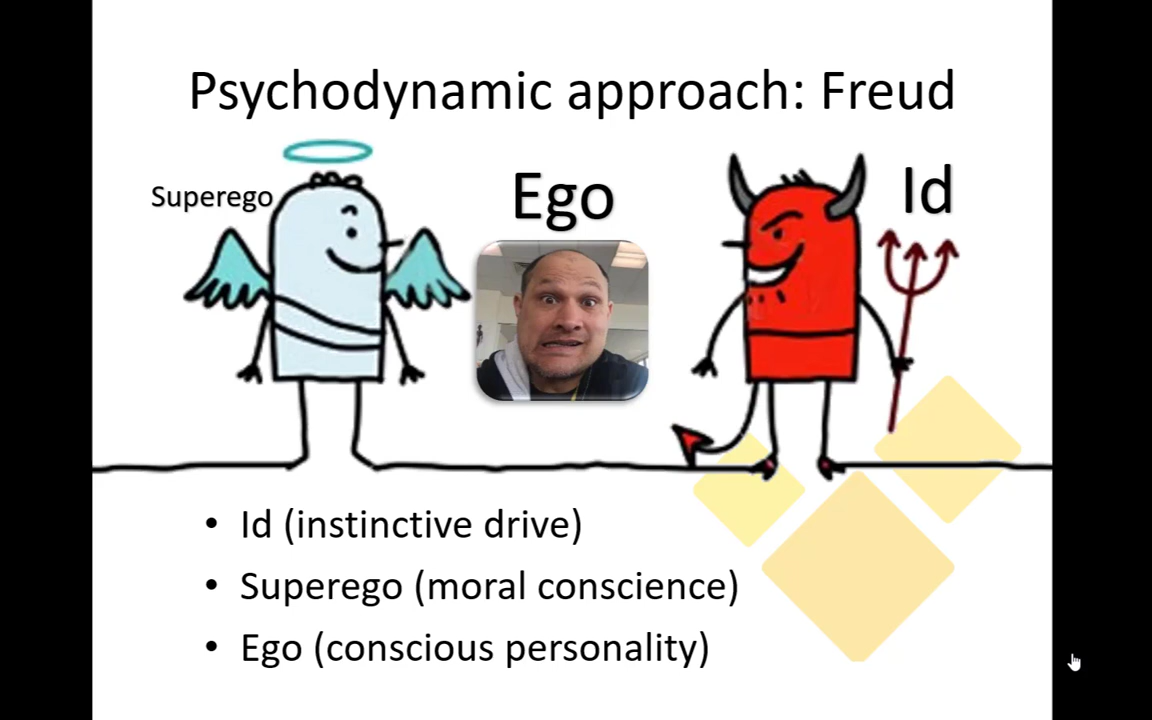 Psychodynamic approach: Freud
Superego
Ego
Id
• Id (instinctive drive)
• Superego (moral conscience)
• Ego (conscious personality)